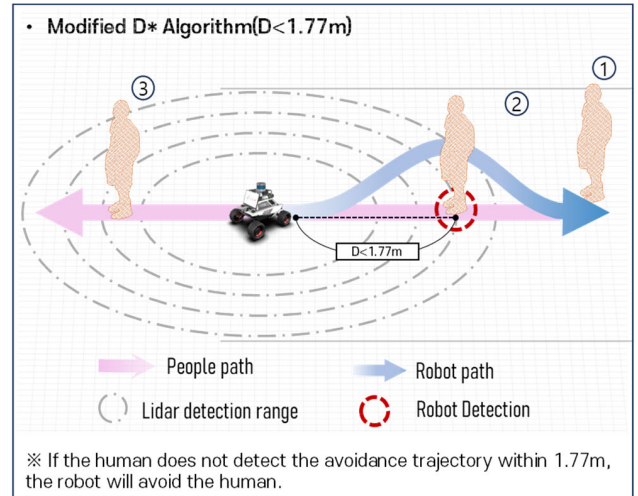 • Modified D* Algorithm(D<1.77m)
①
③
②
D<1.77m
People path
Robot path
Lidar detection range
Robot Detection
※ If the human does not detect the avoidance trajectory within 1.77m,
the robot will avoid the human.